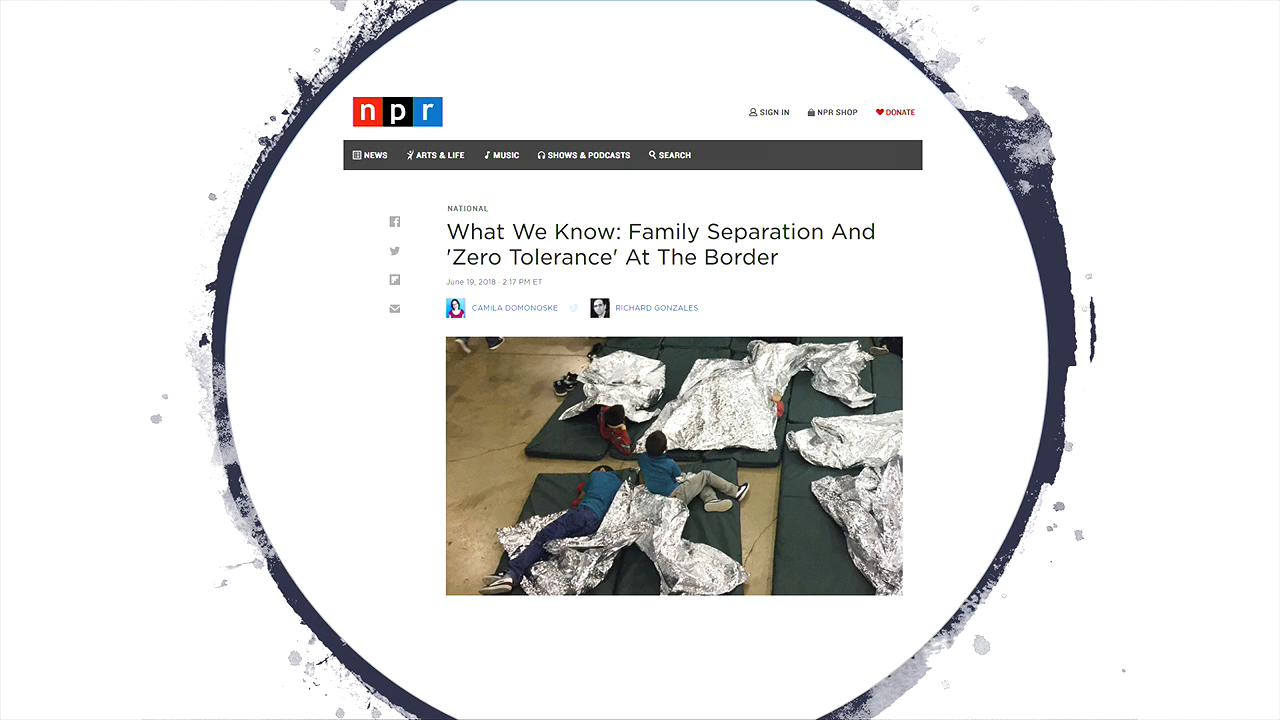 npr
SIGN IN NPR SHOP DONATE
NEWS ARTS & LIFE MUSIC SHOWS & PODCASTS SEARCH
NATIONAL
What We Know: Family Separation And
'Zero Tolerance' At The Border
June 19, 2018 · 2:17 PM ET
CAMILA DOMONOSKE RICHARD GONZALES